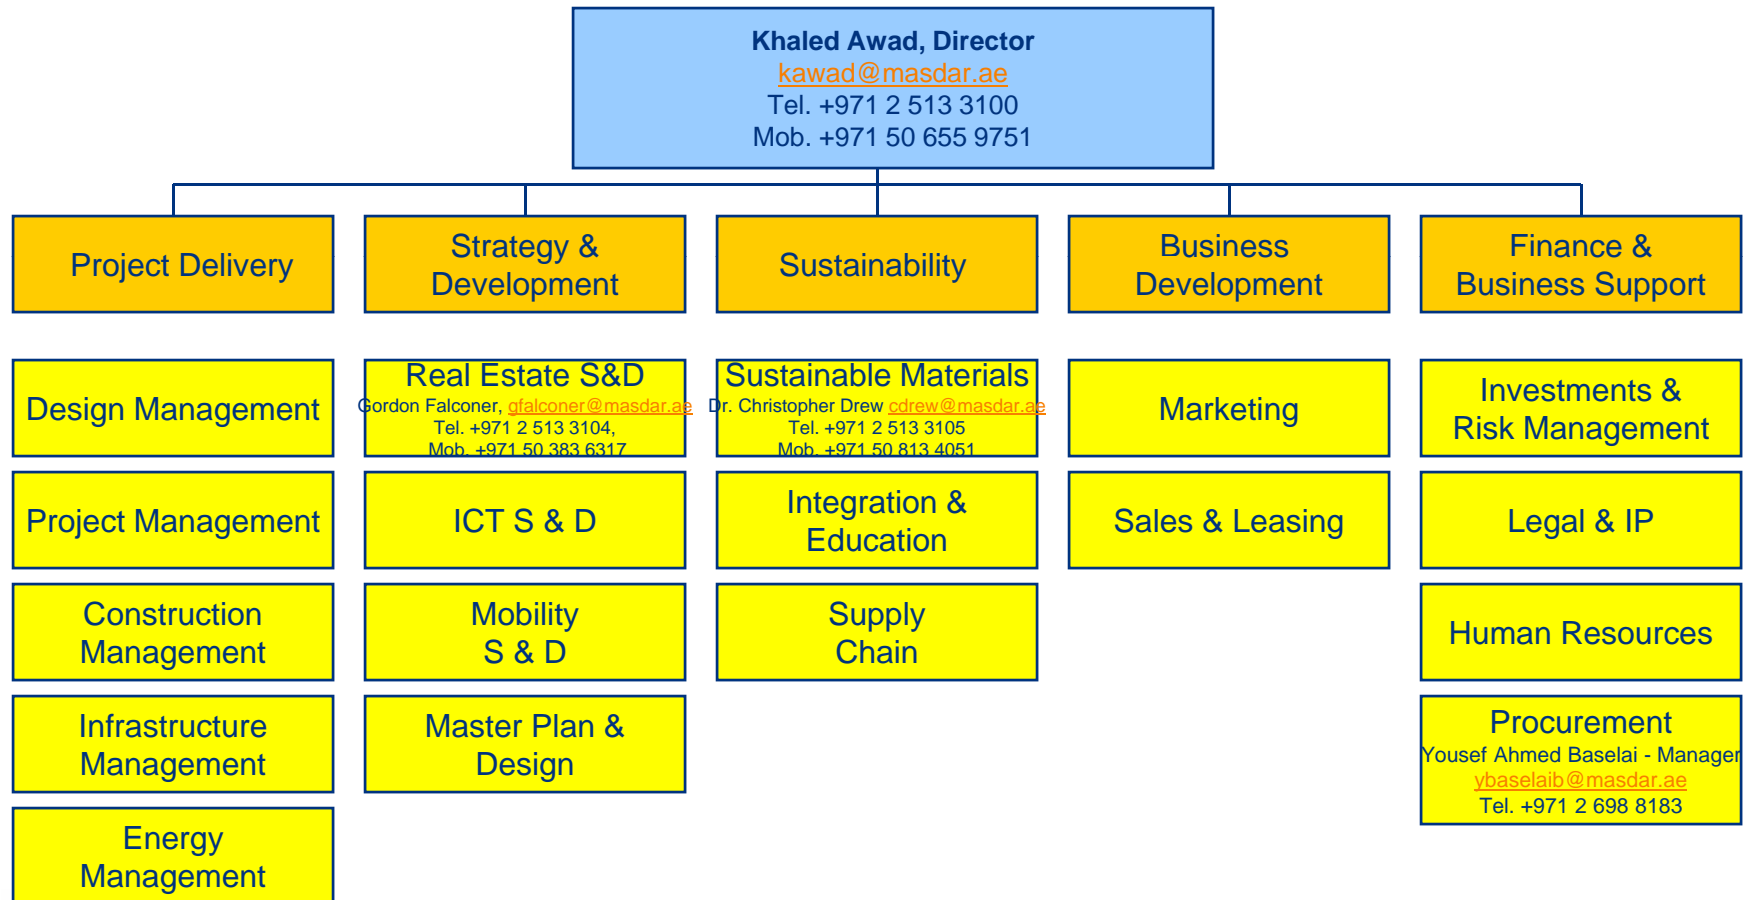 Khaled Awad, Director
kawad@masdar.ae
Tel. +971 2 513 3100
Mob. +971 50 655 9751
Project Delivery
Strategy &
Development
Sustainability
Business
Development
Finance &
Business Support
Design Management
Project Management
Construction
Management
Infrastructure
Management
Energy
Management
Real Estate S&D
Gordon Falconer, gfalconer@masdar.ae
Tel. +971 2 513 3104,
Mob. +971 50 383 6317
ICT S & D
Mobility
S & D
Master Plan &
Design
Sustainable Materials
Dr. Christopher Drew cdrew@masdar.ae
Tel. +971 2 513 3105
Mob. +971 50 813 4051
Integration &
Education
Supply
Chain
Marketing
Sales & Leasing
Investments &
Risk Management
Legal & IP
Human Resources
Procurement
Yousef Ahmed Baselai - Manager
ybaselaib@masdar.ae
Tel. +971 2 698 8183